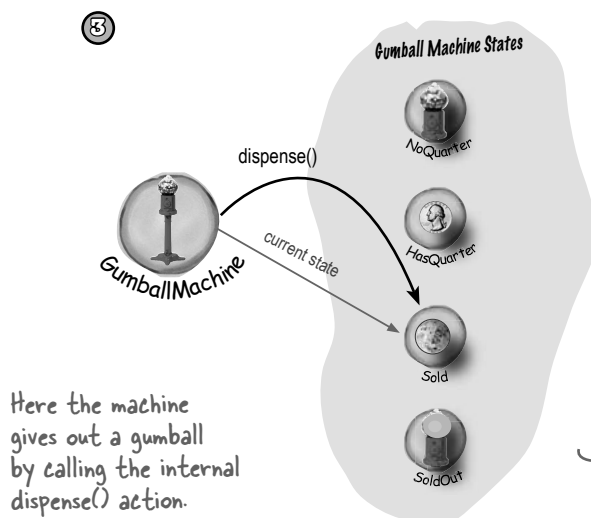 3
Gumball Machine States
NoQuarter
dispense()
HasQuarter
current state
GumballMachine
Sold
Here the machine
gives out a gumball
by calling the internal
dispense() action.
SoldOut